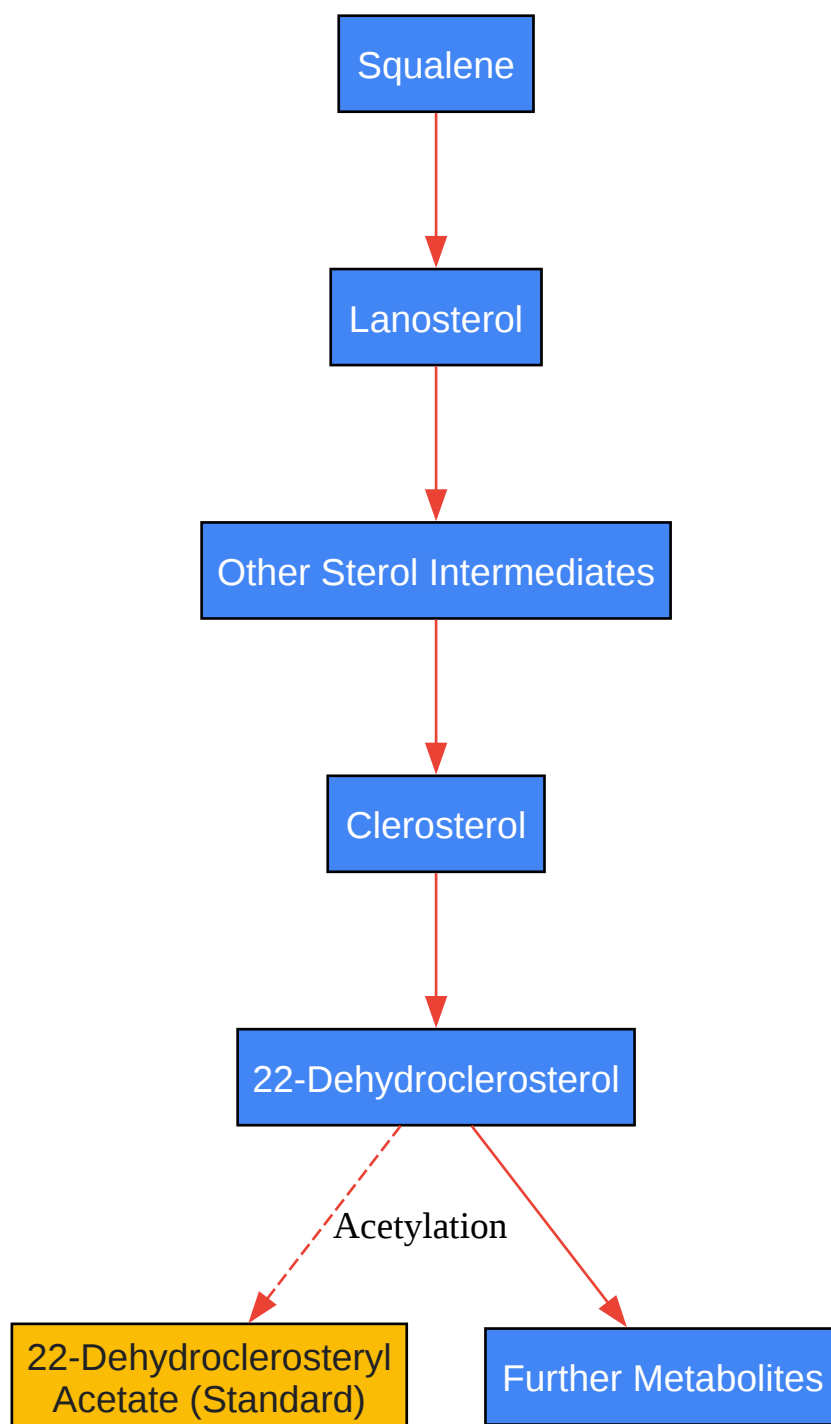 Squalene
Lanosterol
Other Sterol Intermediates
Clerosterol
22-Dehydroclerosterol
Acetylation
22-Dehydroclerosteryl
Acetate (Standard)
Further Metabolites